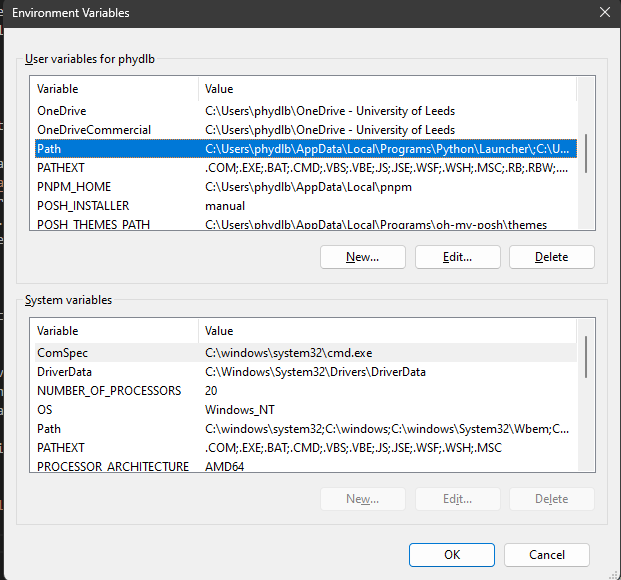 Environment Variables
User variables for phydlb
Variable Value
OneDrive C:\Users\phydlb\OneDrive - University of Leeds
OneDriveCommercial C:\Users\phydlb\OneDrive - University of Leeds
Path C:\Users\phydlb\AppData\Local\Programs\Python\Launcher\;C:\U...
PATHEXT .COM;.EXE;.BAT;.CMD;.VBS;.VBE;.JS;.JSE;.WSF;.WSH;.MSC;.RB;.RBW;....
PNPM_HOME C:\Users\phydlb\AppData\Local\pnpm
POSH_INSTALLER manual
POSH_THEMES_PATH C:\Users\phydlb\AppData\Local\Programs\oh-my-posh\themes
New... Edit... Delete
System variables
Variable Value
ComSpec C:\windows\system32\cmd.exe
DriverData C:\Windows\System32\Drivers\DriverData
NUMBER_OF_PROCESSORS 20
OS Windows_NT
Path C:\windows\system32;C:\windows;C:\windows\System32\Wbem;C...
PATHEXT .COM;.EXE;.BAT;.CMD;.VBS;.VBE;.JS;.JSE;.WSF;.WSH;.MSC
PROCESSOR_ARCHITECTURE AMD64
New... Edit... Delete
OK Cancel